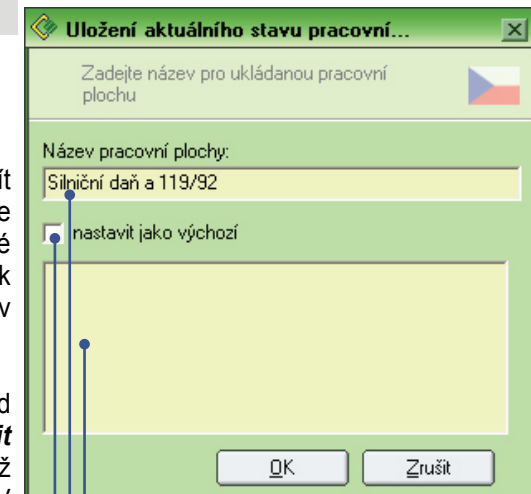 Uložení aktuálního stavu pracovní...
Zadejte název pro ukládanou pracovní
plochu
Název pracovní plochy:
Silniční daň a 119/92
nastavit jako výchozí
OK
Zrušit